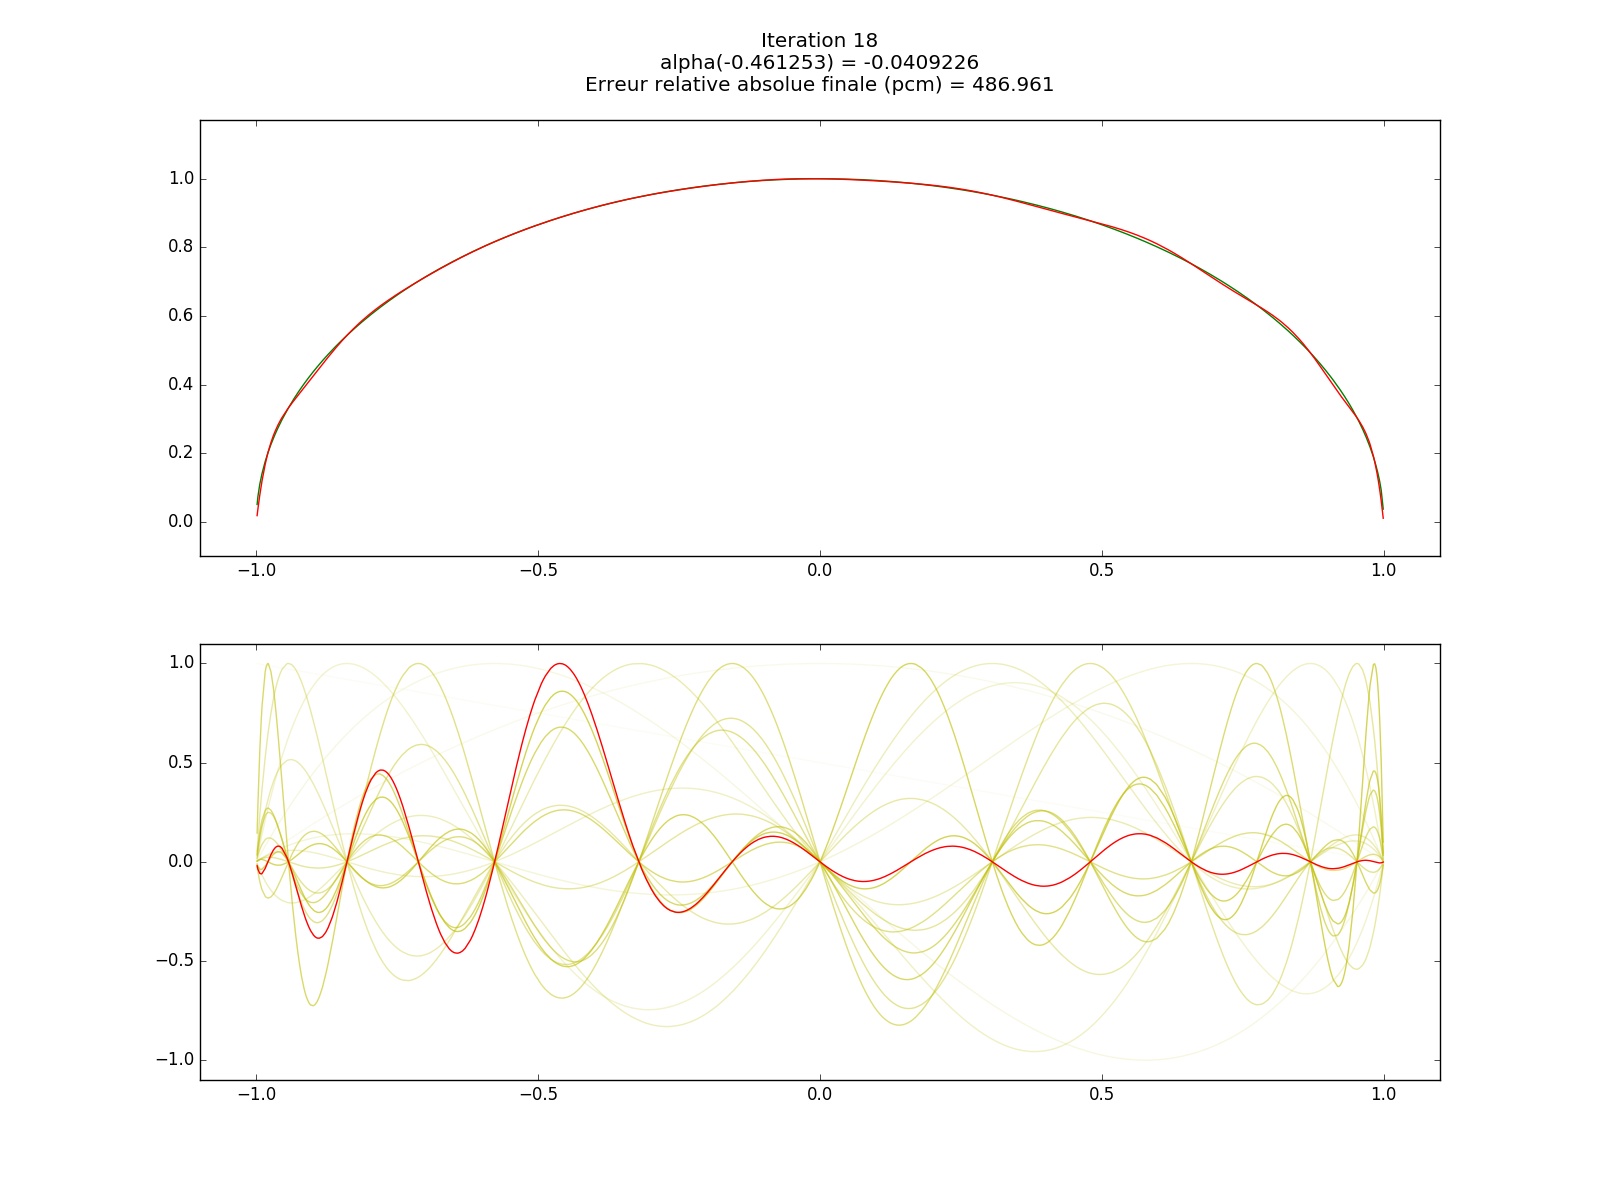 Iteration 18
alpha(-0.461253) = -0.0409226
Erreur relative absolue finale (pcm) = 486.961
1.0
0.8
0.6
0.4
0.2
0.0
−1.0 −0.5 0.0 0.5 1.0
1.0
0.5
0.0
−0.5
−1.0
−1.0 −0.5 0.0 0.5 1.0